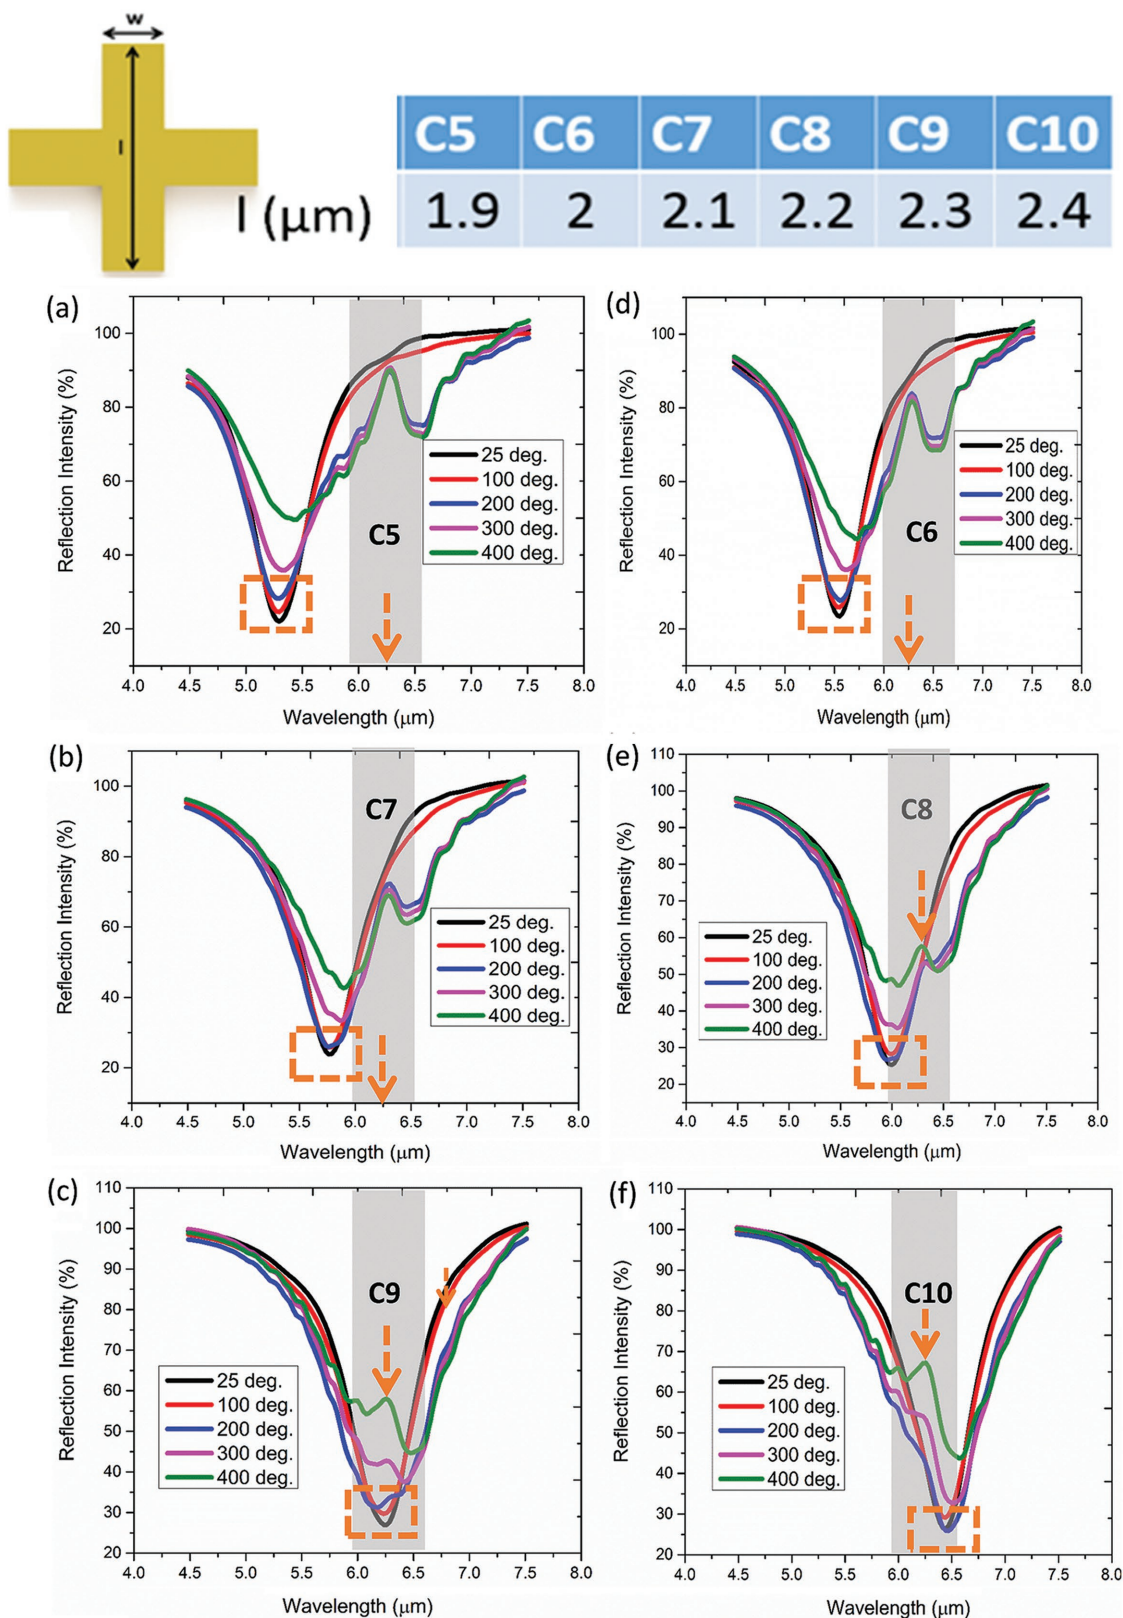 w
l
l (μm)
C5 C6 C7 C8 C9 C10
1.9 2 2.1 2.2 2.3 2.4
(a)
Reflection Intensity (%)
100
80
60
40
20
C5
25 deg.
100 deg.
200 deg.
300 deg.
400 deg.
4.0 4.5 5.0 5.5 6.0 6.5 7.0 7.5 8.0
Wavelength (μm)
(d)
Reflection Intensity (%)
100
80
60
40
20
C6
25 deg.
100 deg.
200 deg.
300 deg.
400 deg.
4.0 4.5 5.0 5.5 6.0 6.5 7.0 7.5 8.0
Wavelength (μm)
(b)
Reflection Intensity (%)
100
80
60
40
20
C7
25 deg.
100 deg.
200 deg.
300 deg.
400 deg.
4.0 4.5 5.0 5.5 6.0 6.5 7.0 7.5 8.0
Wavelength (μm)
(e)
Reflection Intensity (%)
110
100
90
80
70
60
50
40
30
20
C8
25 deg.
100 deg.
200 deg.
300 deg.
400 deg.
4.0 4.5 5.0 5.5 6.0 6.5 7.0 7.5 8.0
Wavelength (μm)
(c)
Reflection Intensity (%)
110
100
90
80
70
60
50
40
30
20
C9
25 deg.
100 deg.
200 deg.
300 deg.
400 deg.
4.0 4.5 5.0 5.5 6.0 6.5 7.0 7.5 8.0
Wavelength (μm)
(f)
Reflection Intensity (%)
110
100
90
80
70
60
50
40
30
20
C10
25 deg.
100 deg.
200 deg.
300 deg.
400 deg.
4.0 4.5 5.0 5.5 6.0 6.5 7.0 7.5 8.0
Wavelength (μm)